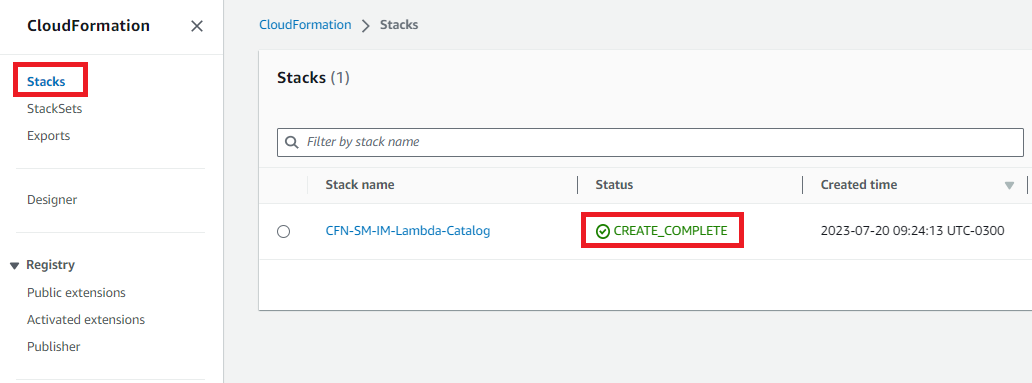 CloudFormation
Stacks
StackSets
Exports
Designer
Registry
Public extensions
Activated extensions
Publisher
CloudFormation > Stacks
Stacks (1)
Filter by stack name
Stack name Status Created time
CFN-SM-IM-Lambda-Catalog CREATE_COMPLETE 2023-07-20 09:24:13 UTC-0300